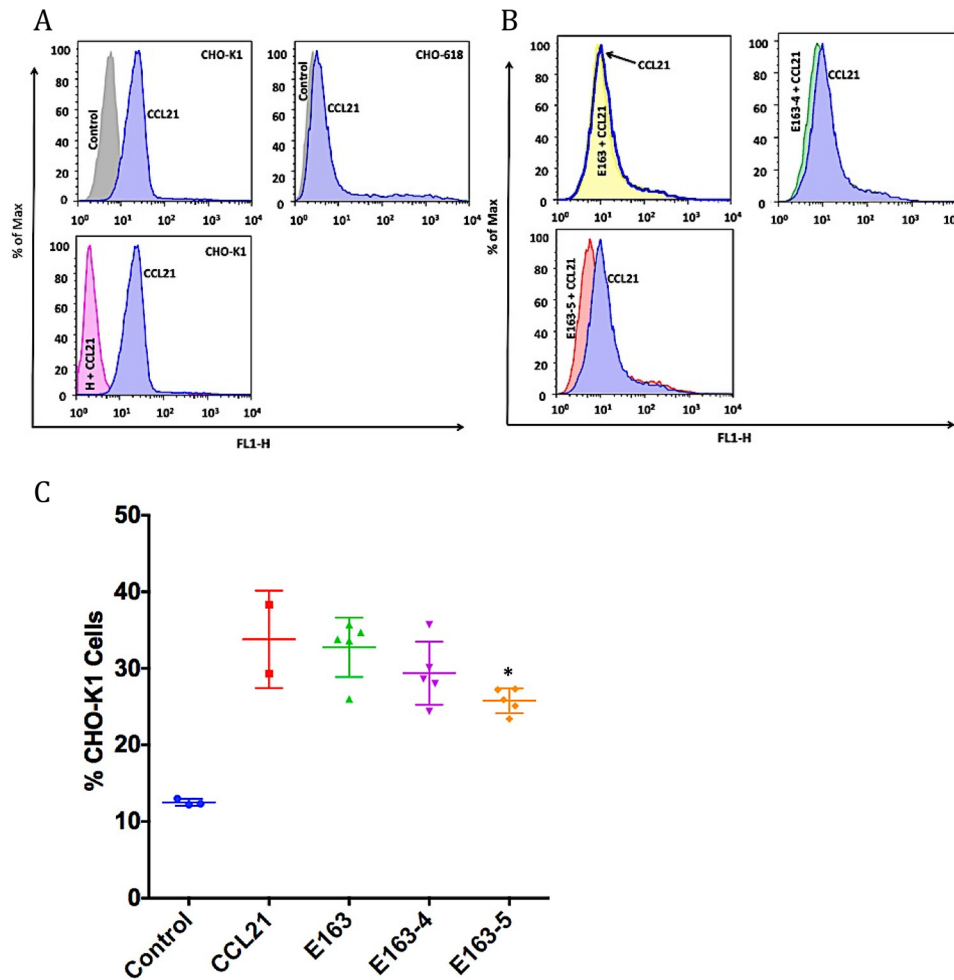 A
% of Max
100
80
60
40
20
0
Control
CCL21
CHO-K1
10⁰ 10¹ 10² 10³ 10⁴
100
80
60
40
20
0
Control
CCL21
CHO-618
10⁰ 10¹ 10² 10³ 10⁴
100
80
60
40
20
0
H + CCL21
CCL21
CHO-K1
10⁰ 10¹ 10² 10³ 10⁴
FL1-H
B
% of Max
100
80
60
40
20
0
E163 + CCL21
CCL21
10⁰ 10¹ 10² 10³ 10⁴
100
80
60
40
20
0
E163-4 + CCL21
CCL21
10⁰ 10¹ 10² 10³ 10⁴
100
80
60
40
20
0
E163-5 + CCL21
CCL21
10⁰ 10¹ 10² 10³ 10⁴
FL1-H
C
% CHO-K1 Cells
50
40
30
20
10
0
*
Control CCL21 E163 E163-4 E163-5